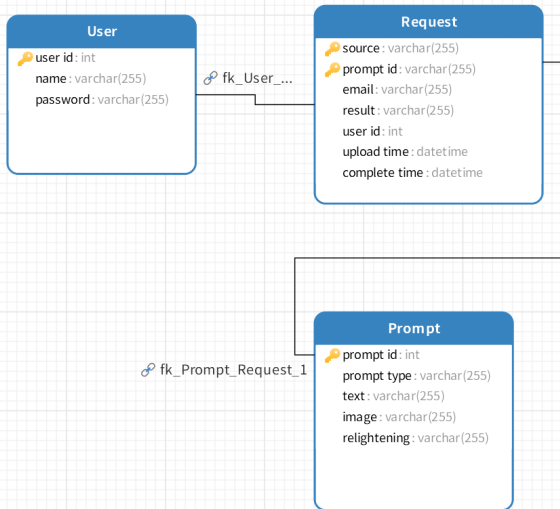 User
user id : int
name : varchar(255)
password : varchar(255)
fk_User_...
Request
source : varchar(255)
prompt id : varchar(255)
email : varchar(255)
result : varchar(255)
user id : int
upload time : datetime
complete time : datetime
fk_Prompt_Request_1
Prompt
prompt id : int
prompt type : varchar(255)
text : varchar(255)
image : varchar(255)
relightening : varchar(255)